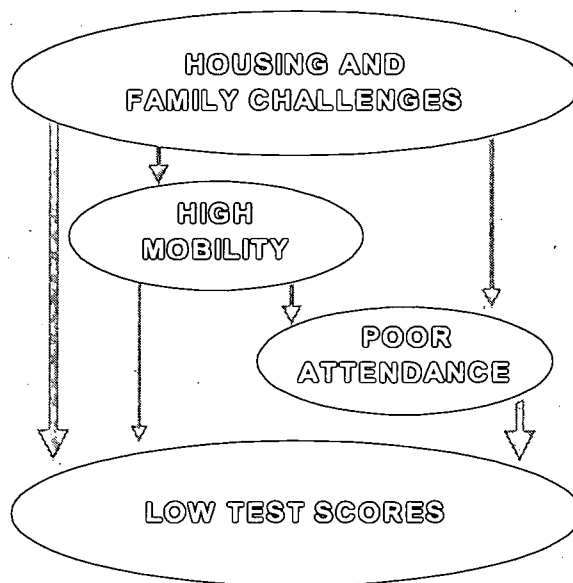 HOUSING AND
FAMILY CHALLENGES
HIGH
MOBILITY
POOR
ATTENDANCE
LOW TEST SCORES